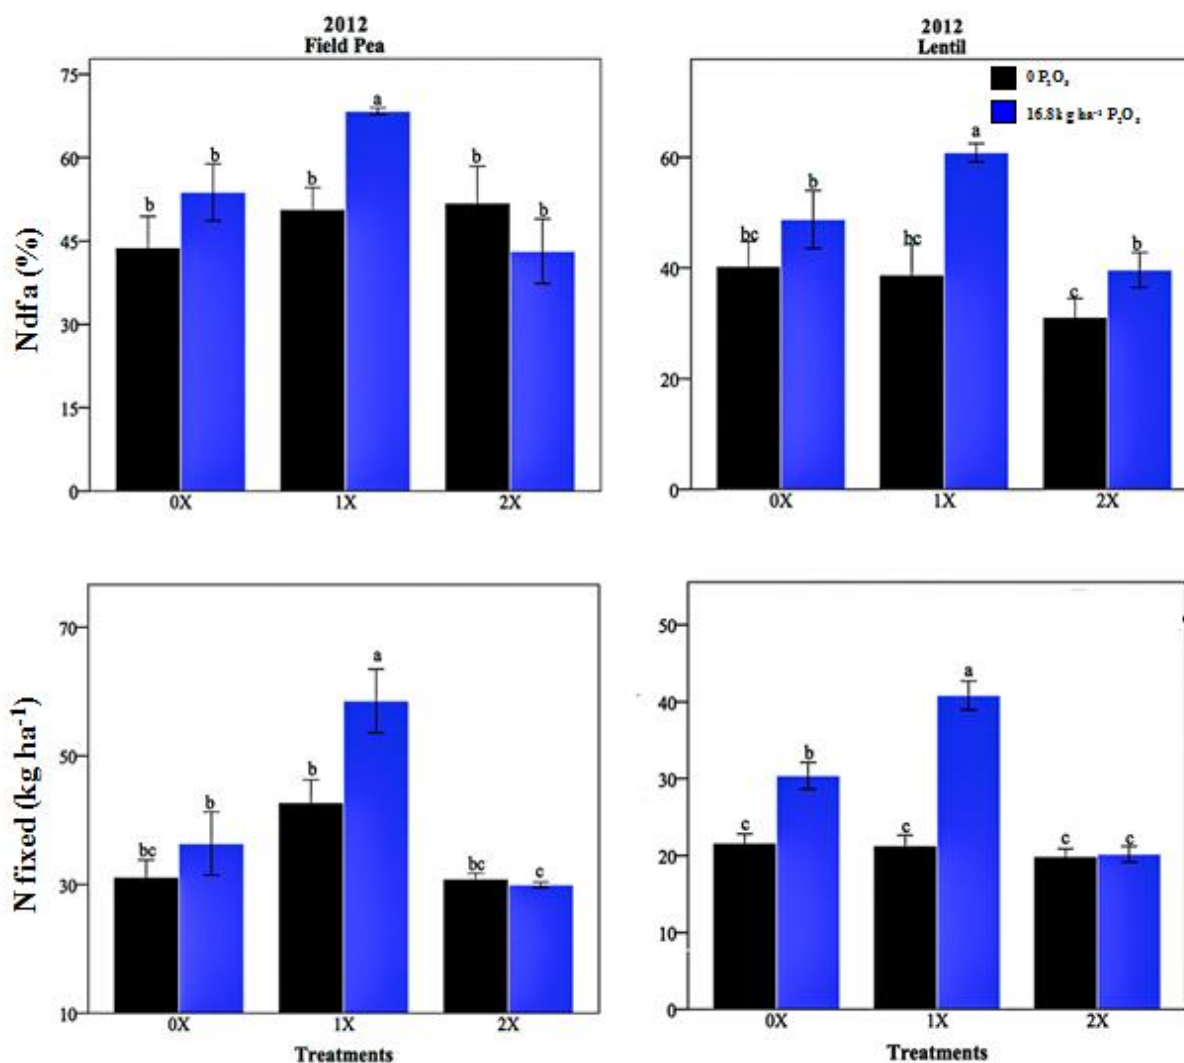 2012
Field Pea
75
60
45
30
15
0
Ndfa (%)
b
b
b
a
b
b
0X
1X
2X
2012
Lentil
0 P₂O₅
16.8kg ha⁻¹ P₂O₅
60
40
20
0
bc
b
bc
a
c
b
0X
1X
2X
70
50
30
10
N fixed (kg ha⁻¹)
bc
b
b
a
bc
c
0X
1X
2X
Treatments
50
40
30
20
10
0
c
b
c
a
c
c
0X
1X
2X
Treatments